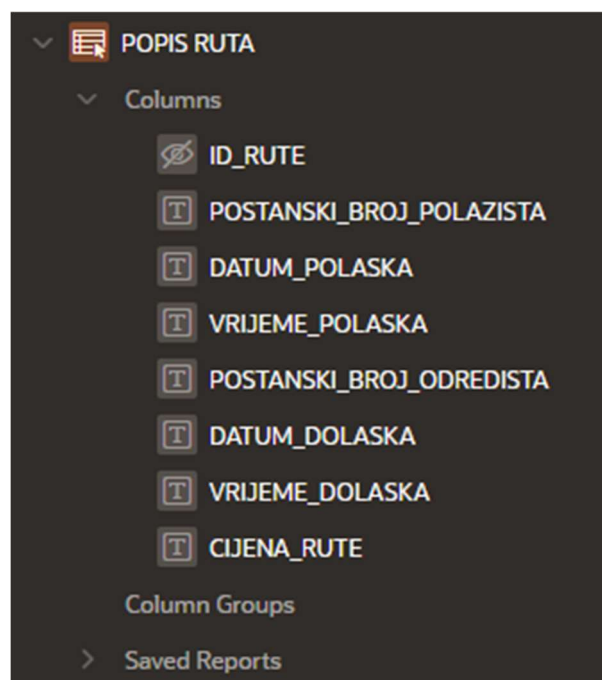 POPIS RUTA
Columns
ID_RUTE
POSTANSKI_BROJ_POLAZISTA
DATUM_POLASKA
VRIJEME_POLASKA
POSTANSKI_BROJ_ODREDISTA
DATUM_DOLASKA
VRIJEME_DOLASKA
CIJENA_RUTE
Column Groups
Saved Reports